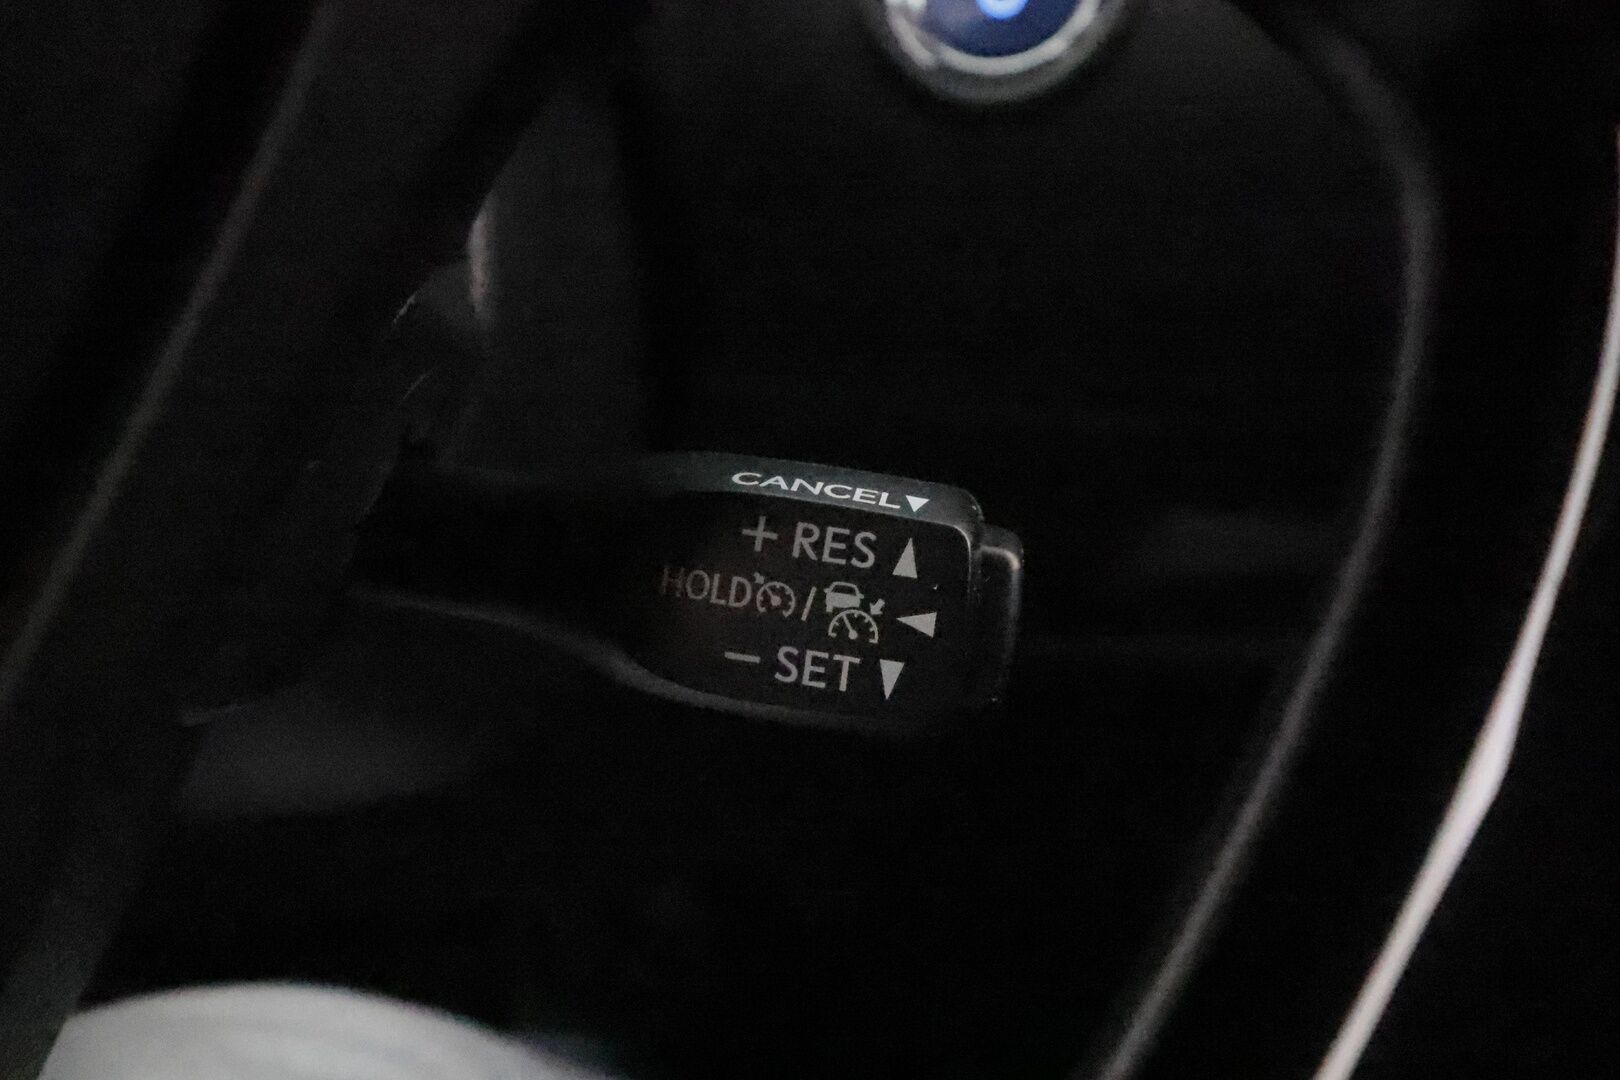 CANCEL▼
+ RES ▲
HOLD / ◀
− SET ▼